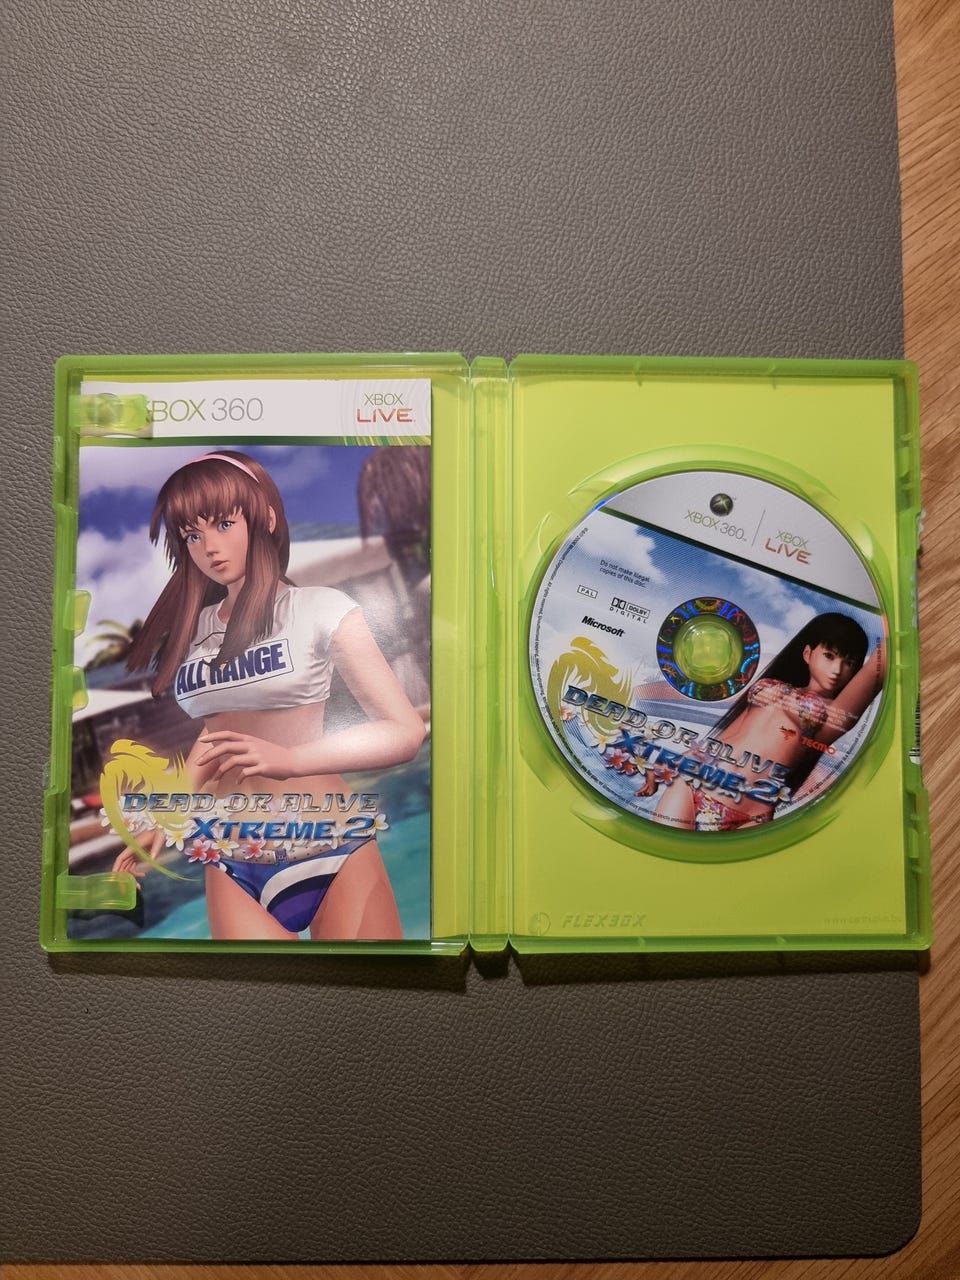 XBOX 360
XBOX
LIVE
ALL RANGE
DEAD OR ALIVE
XTREME 2
XBOX 360
XBOX
LIVE
Do not make illegal
copies of this disc.
PAL
DOLBY
DIGITAL
Microsoft
DEAD OR ALIVE
XTREME 2
TECMO
FLEXBOX